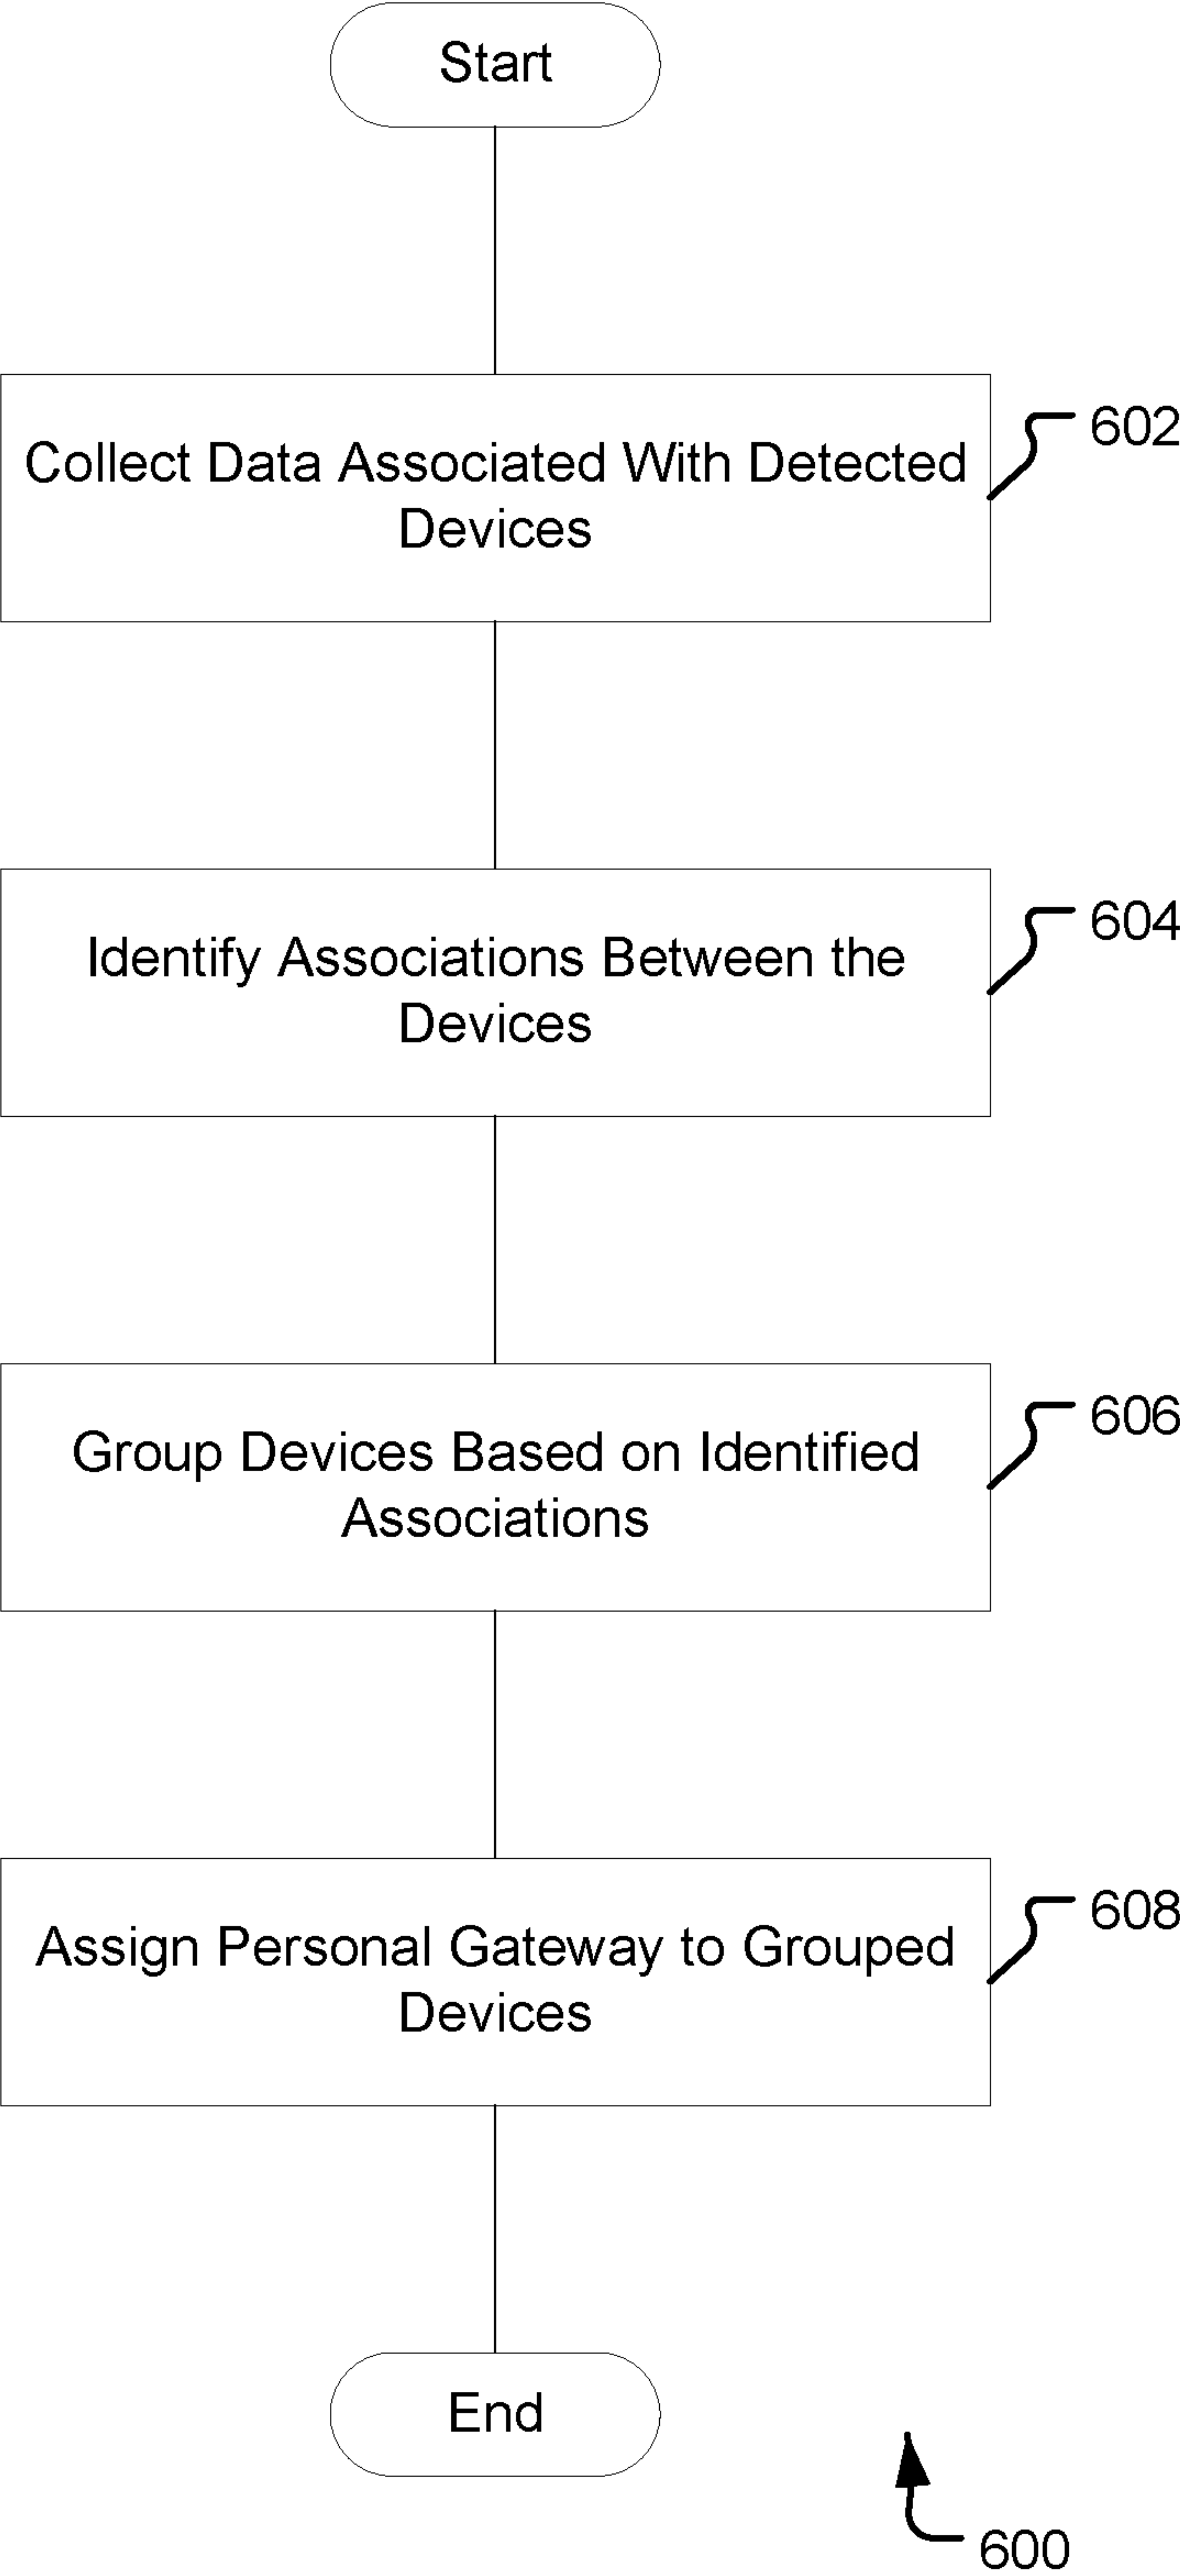 Start
Collect Data Associated With Detected
Devices
602
Identify Associations Between the
Devices
604
Group Devices Based on Identified
Associations
606
Assign Personal Gateway to Grouped
Devices
608
End
600